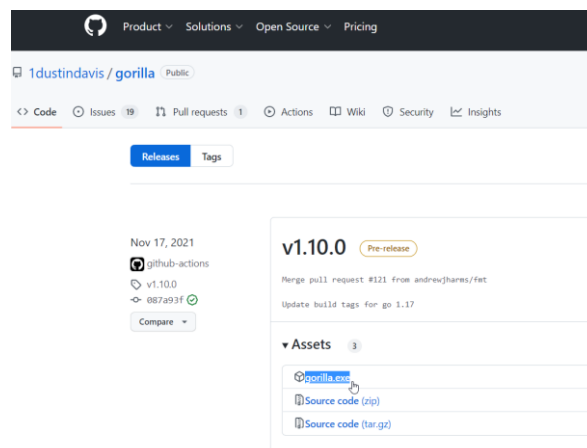 Product Solutions Open Source Pricing
1dustindavis / gorilla Public
<> Code Issues 19 Pull requests 1 Actions Wiki Security Insights
Releases Tags
Nov 17, 2021
github-actions
v1.10.0
087a93f
Compare
v1.10.0 Pre-release
Merge pull request #121 from andrewjharms/fmt
Update build tags for go 1.17
Assets 3
gorilla.exe
Source code (zip)
Source code (tar.gz)